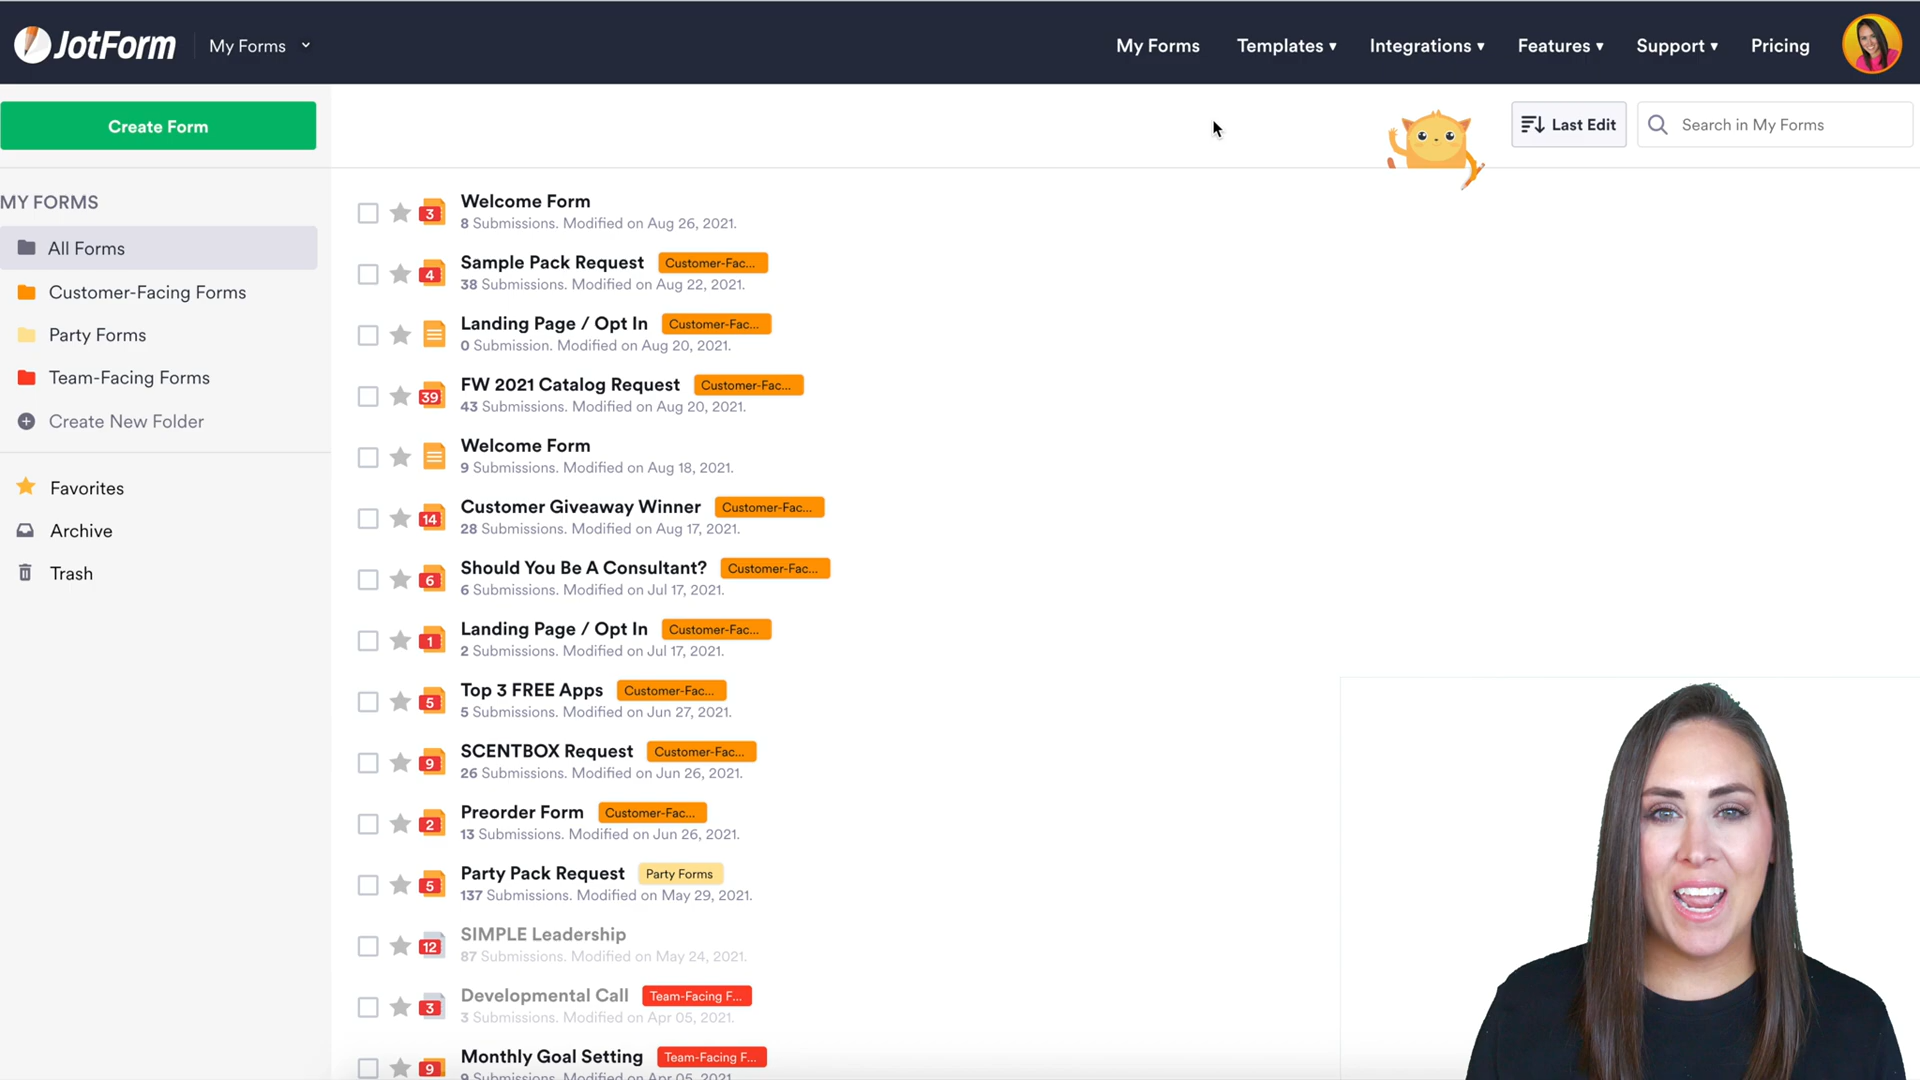 JotForm
My Forms
My Forms
Templates ▾
Integrations ▾
Features ▾
Support ▾
Pricing
Create Form
Last Edit
Search in My Forms
MY FORMS
All Forms
Customer-Facing Forms
Party Forms
Team-Facing Forms
Create New Folder
Favorites
Archive
Trash
3 Welcome Form
8 Submissions. Modified on Aug 26, 2021.
4 Sample Pack Request Customer-Fac...
38 Submissions. Modified on Aug 22, 2021.
Landing Page / Opt In Customer-Fac...
0 Submission. Modified on Aug 20, 2021.
39 FW 2021 Catalog Request Customer-Fac...
43 Submissions. Modified on Aug 20, 2021.
Welcome Form
9 Submissions. Modified on Aug 18, 2021.
14 Customer Giveaway Winner Customer-Fac...
28 Submissions. Modified on Aug 17, 2021.
6 Should You Be A Consultant? Customer-Fac...
6 Submissions. Modified on Jul 17, 2021.
1 Landing Page / Opt In Customer-Fac...
2 Submissions. Modified on Jul 17, 2021.
5 Top 3 FREE Apps Customer-Fac...
5 Submissions. Modified on Jun 27, 2021.
9 SCENTBOX Request Customer-Fac...
26 Submissions. Modified on Jun 26, 2021.
2 Preorder Form Customer-Fac...
13 Submissions. Modified on Jun 26, 2021.
5 Party Pack Request Party Forms
137 Submissions. Modified on May 29, 2021.
12 SIMPLE Leadership
87 Submissions. Modified on May 24, 2021.
3 Developmental Call Team-Facing F...
3 Submissions. Modified on Apr 05, 2021.
9 Monthly Goal Setting Team-Facing F...
9 Submissions. Modified on Apr 05, 2021.